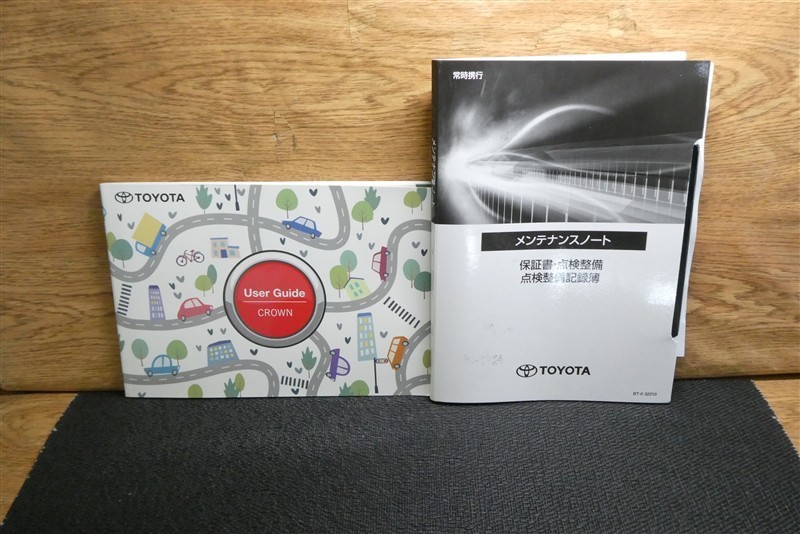 TOYOTA
User Guide
CROWN
常時携行
メンテナンスノート
保証書・点検整備
点検整備記録簿
TOYOTA